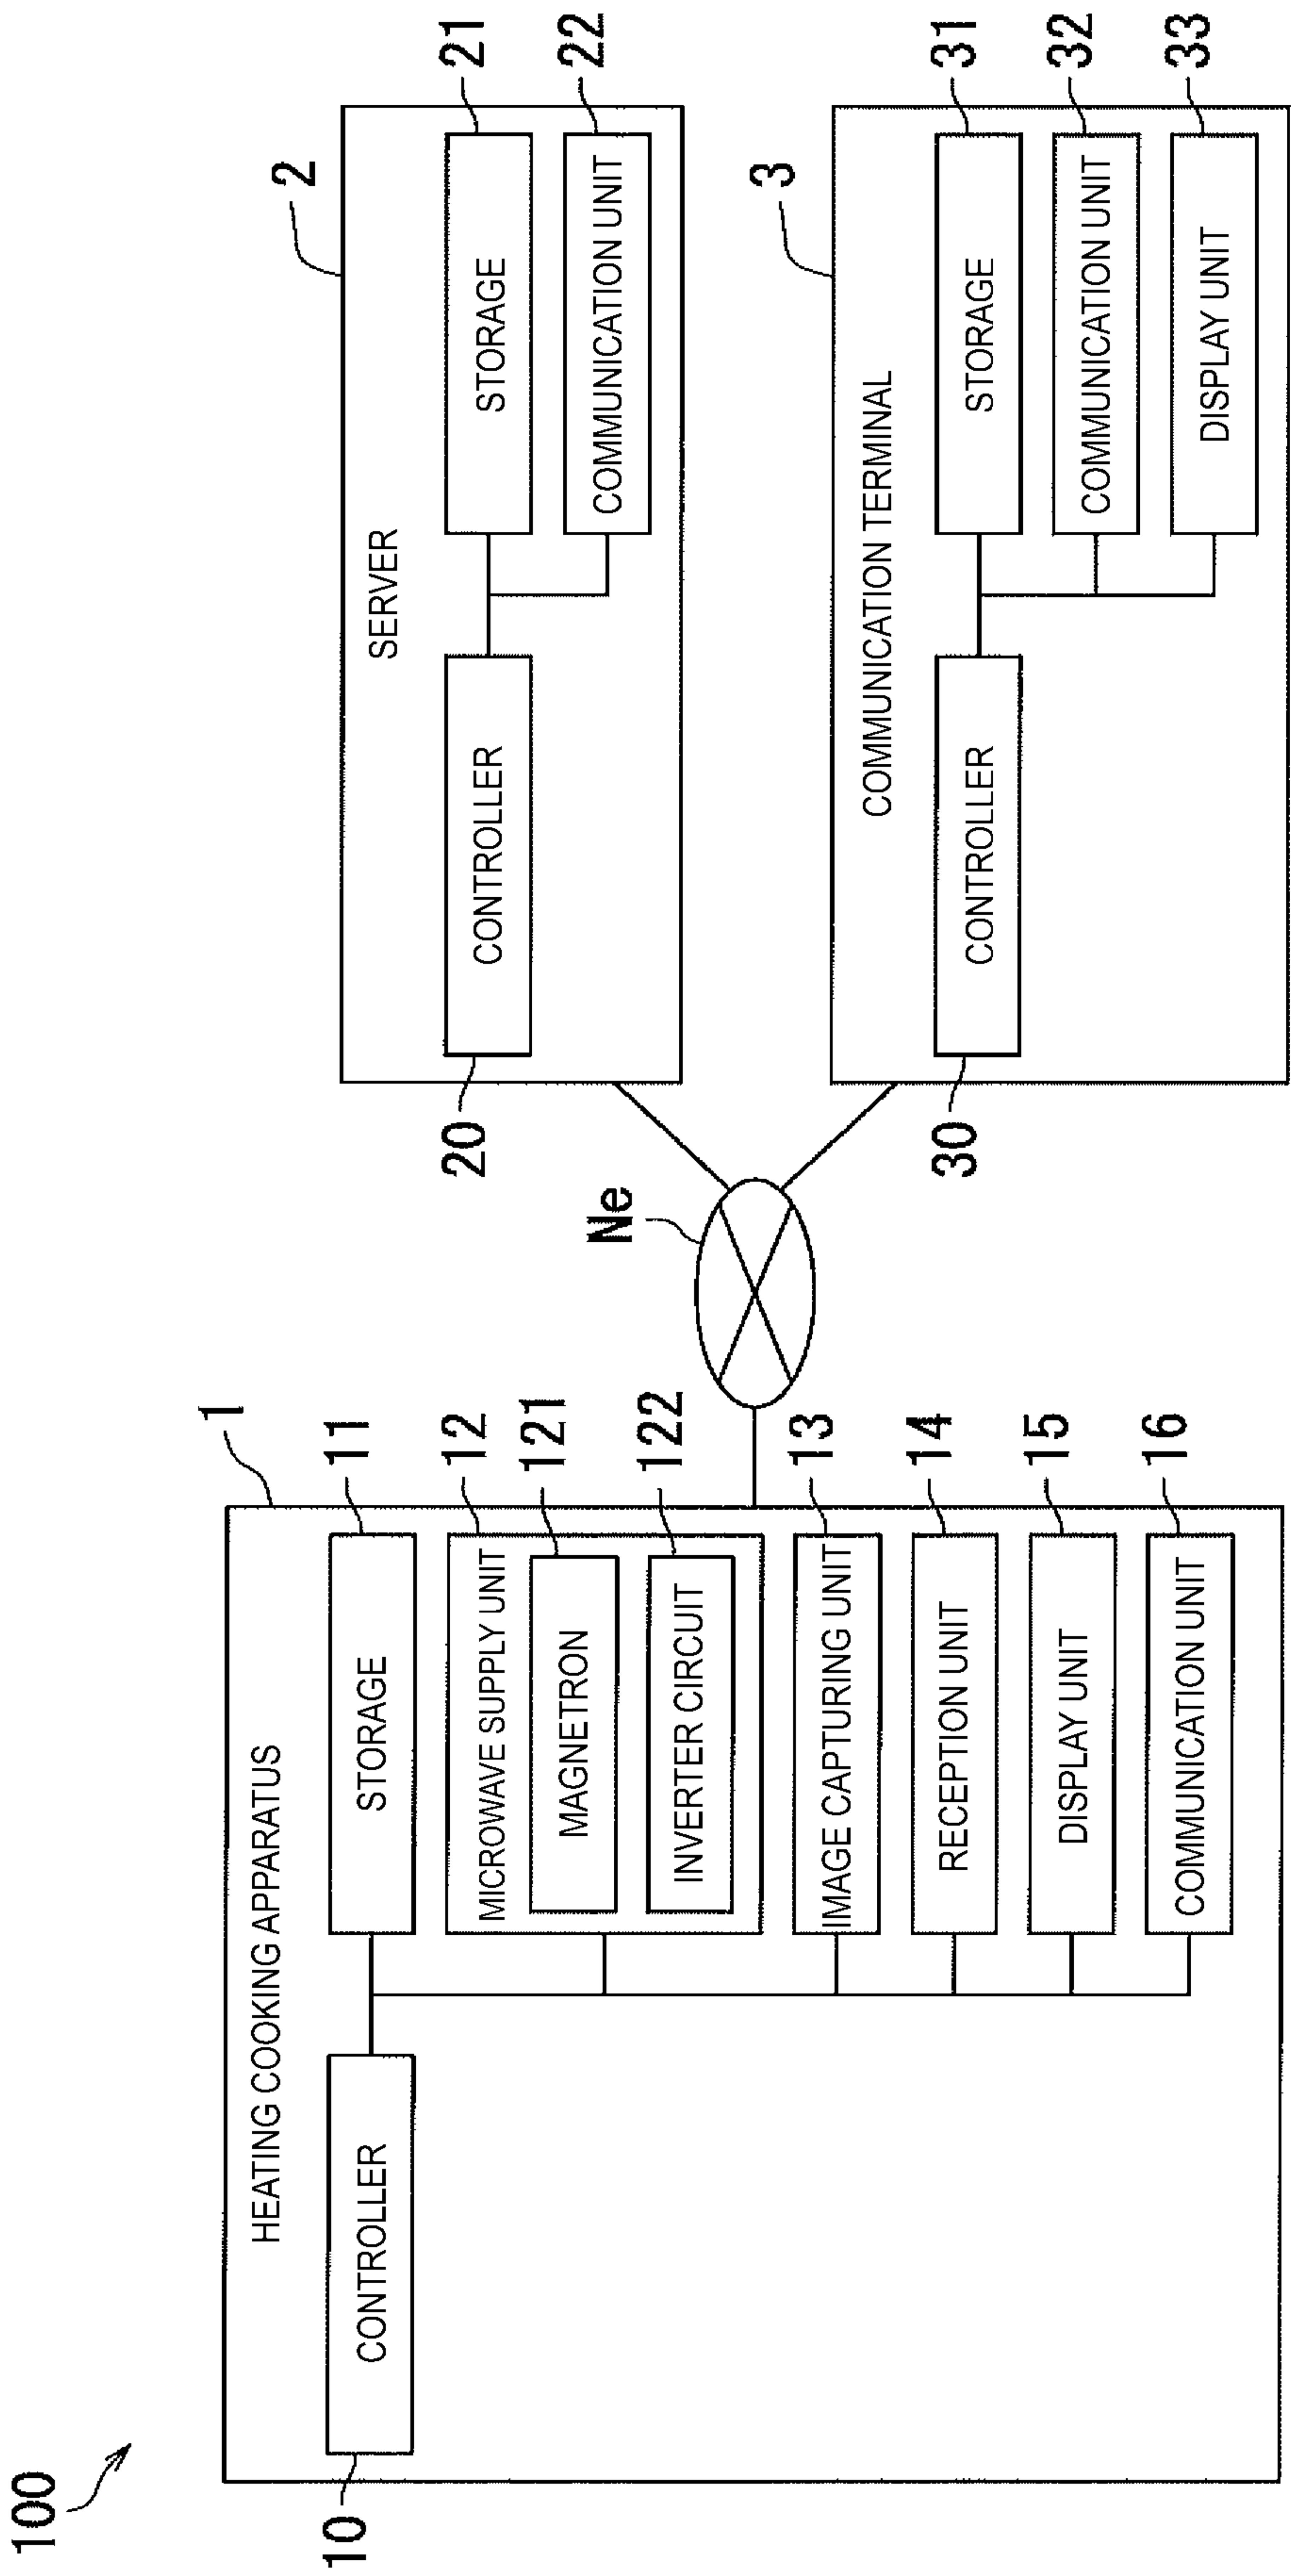 100
1
HEATING COOKING APPARATUS
10
CONTROLLER
STORAGE
11
MICROWAVE SUPPLY UNIT
12
MAGNETRON
121
INVERTER CIRCUIT
122
IMAGE CAPTURING UNIT
13
RECEPTION UNIT
14
DISPLAY UNIT
15
COMMUNICATION UNIT
16
Ne
2
SERVER
20
CONTROLLER
STORAGE
21
COMMUNICATION UNIT
22
3
COMMUNICATION TERMINAL
30
CONTROLLER
STORAGE
31
COMMUNICATION UNIT
32
DISPLAY UNIT
33